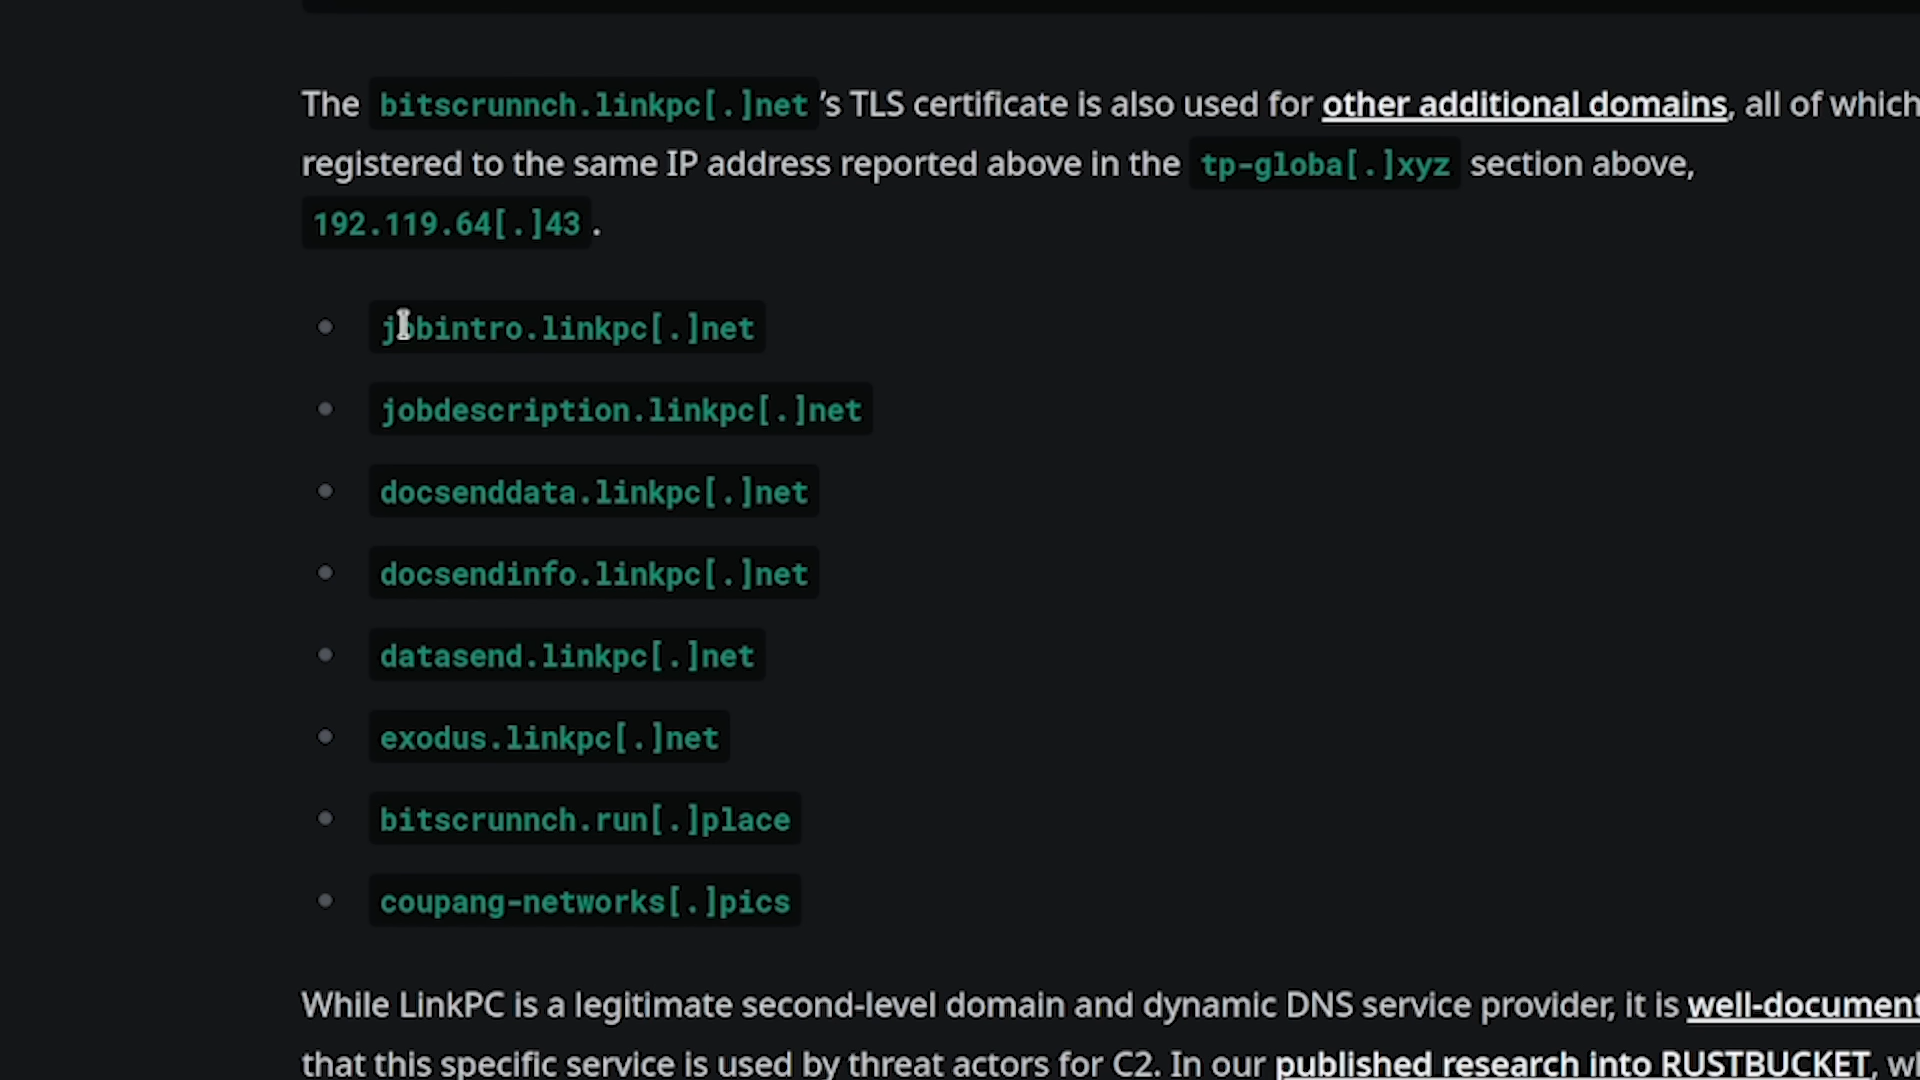 The bitscrunnch.linkpc[.]net 's TLS certificate is also used for other additional domains, all of which
registered to the same IP address reported above in the tp-globa[.]xyz section above,
192.119.64[.]43 .
jobintro.linkpc[.]net
jobdescription.linkpc[.]net
docsenddata.linkpc[.]net
docsendinfo.linkpc[.]net
datasend.linkpc[.]net
exodus.linkpc[.]net
bitscrunnch.run[.]place
coupang-networks[.]pics
While LinkPC is a legitimate second-level domain and dynamic DNS service provider, it is well-document
that this specific service is used by threat actors for C2. In our published research into RUSTBUCKET,